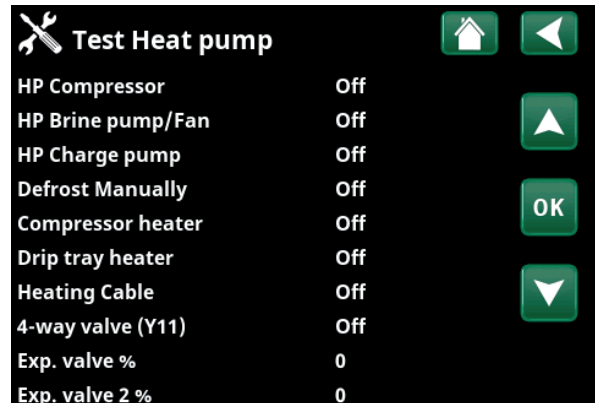 Test Heat pump
HP Compressor Off
HP Brine pump/Fan Off
HP Charge pump Off
Defrost Manually Off
OK
Compressor heater Off
Drip tray heater Off
Heating Cable Off
4-way valve (Y11) Off
Exp. valve % 0
Exp. valve 2 % 0